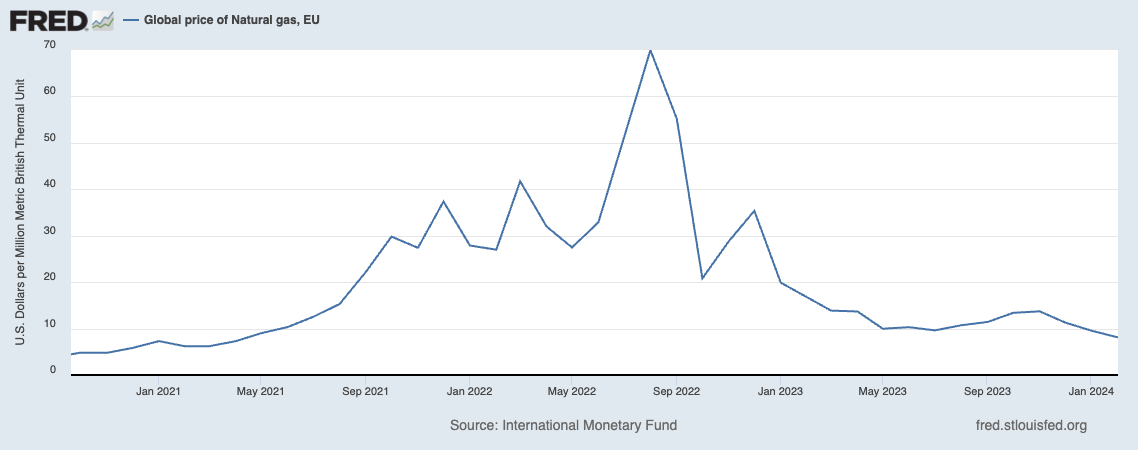 FRED
Global price of Natural gas, EU
U.S. Dollars per Million Metric British Thermal Unit
70
60
50
40
30
20
10
0
Jan 2021 May 2021 Sep 2021 Jan 2022 May 2022 Sep 2022 Jan 2023 May 2023 Sep 2023 Jan 2024
Source: International Monetary Fund
fred.stlouisfed.org